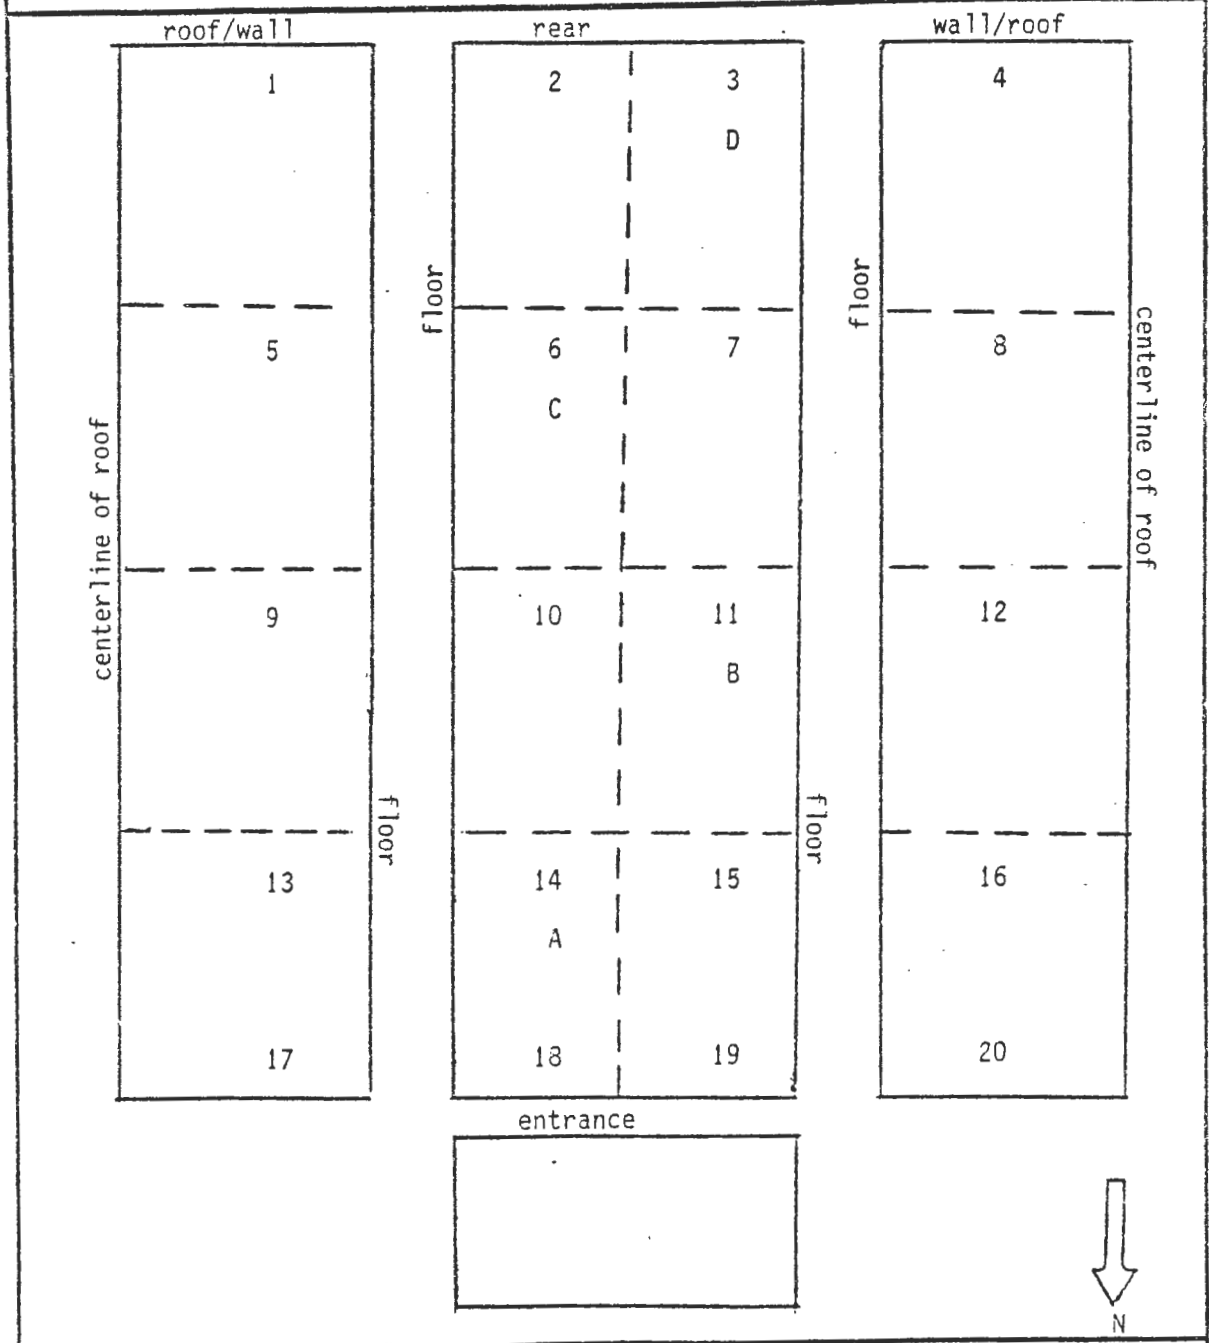 roof/wall rear wall/roof
1 2 3 4
D
floor floor
5 6 7 8
C
centerline of roof centerline of roof
9 10 11 12
B
floor floor
13 14 15 16
A
17 18 19 20
entrance
N